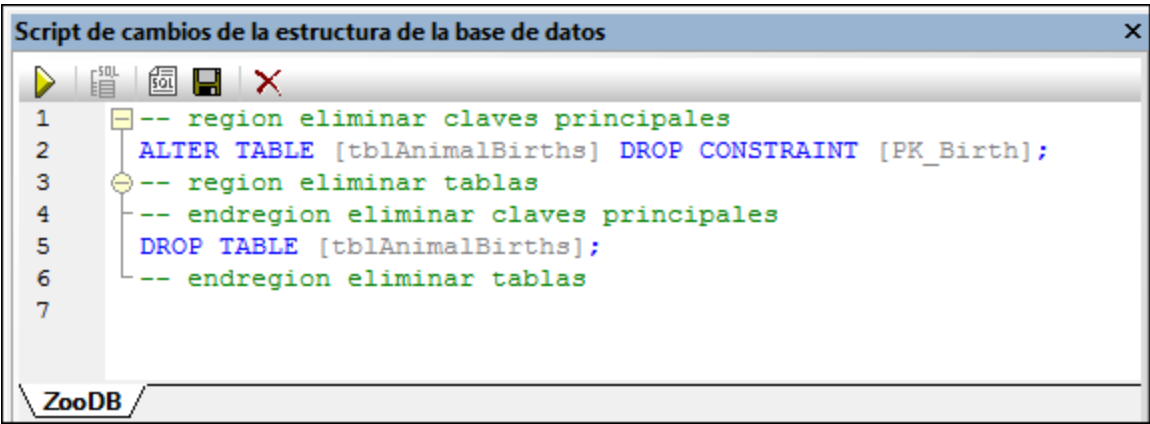 Script de cambios de la estructura de la base de datos
SQL
SQL
1 -- region eliminar claves principales
2 ALTER TABLE [tblAnimalBirths] DROP CONSTRAINT [PK_Birth];
3 -- region eliminar tablas
4 -- endregion eliminar claves principales
5 DROP TABLE [tblAnimalBirths];
6 -- endregion eliminar tablas
7
ZooDB